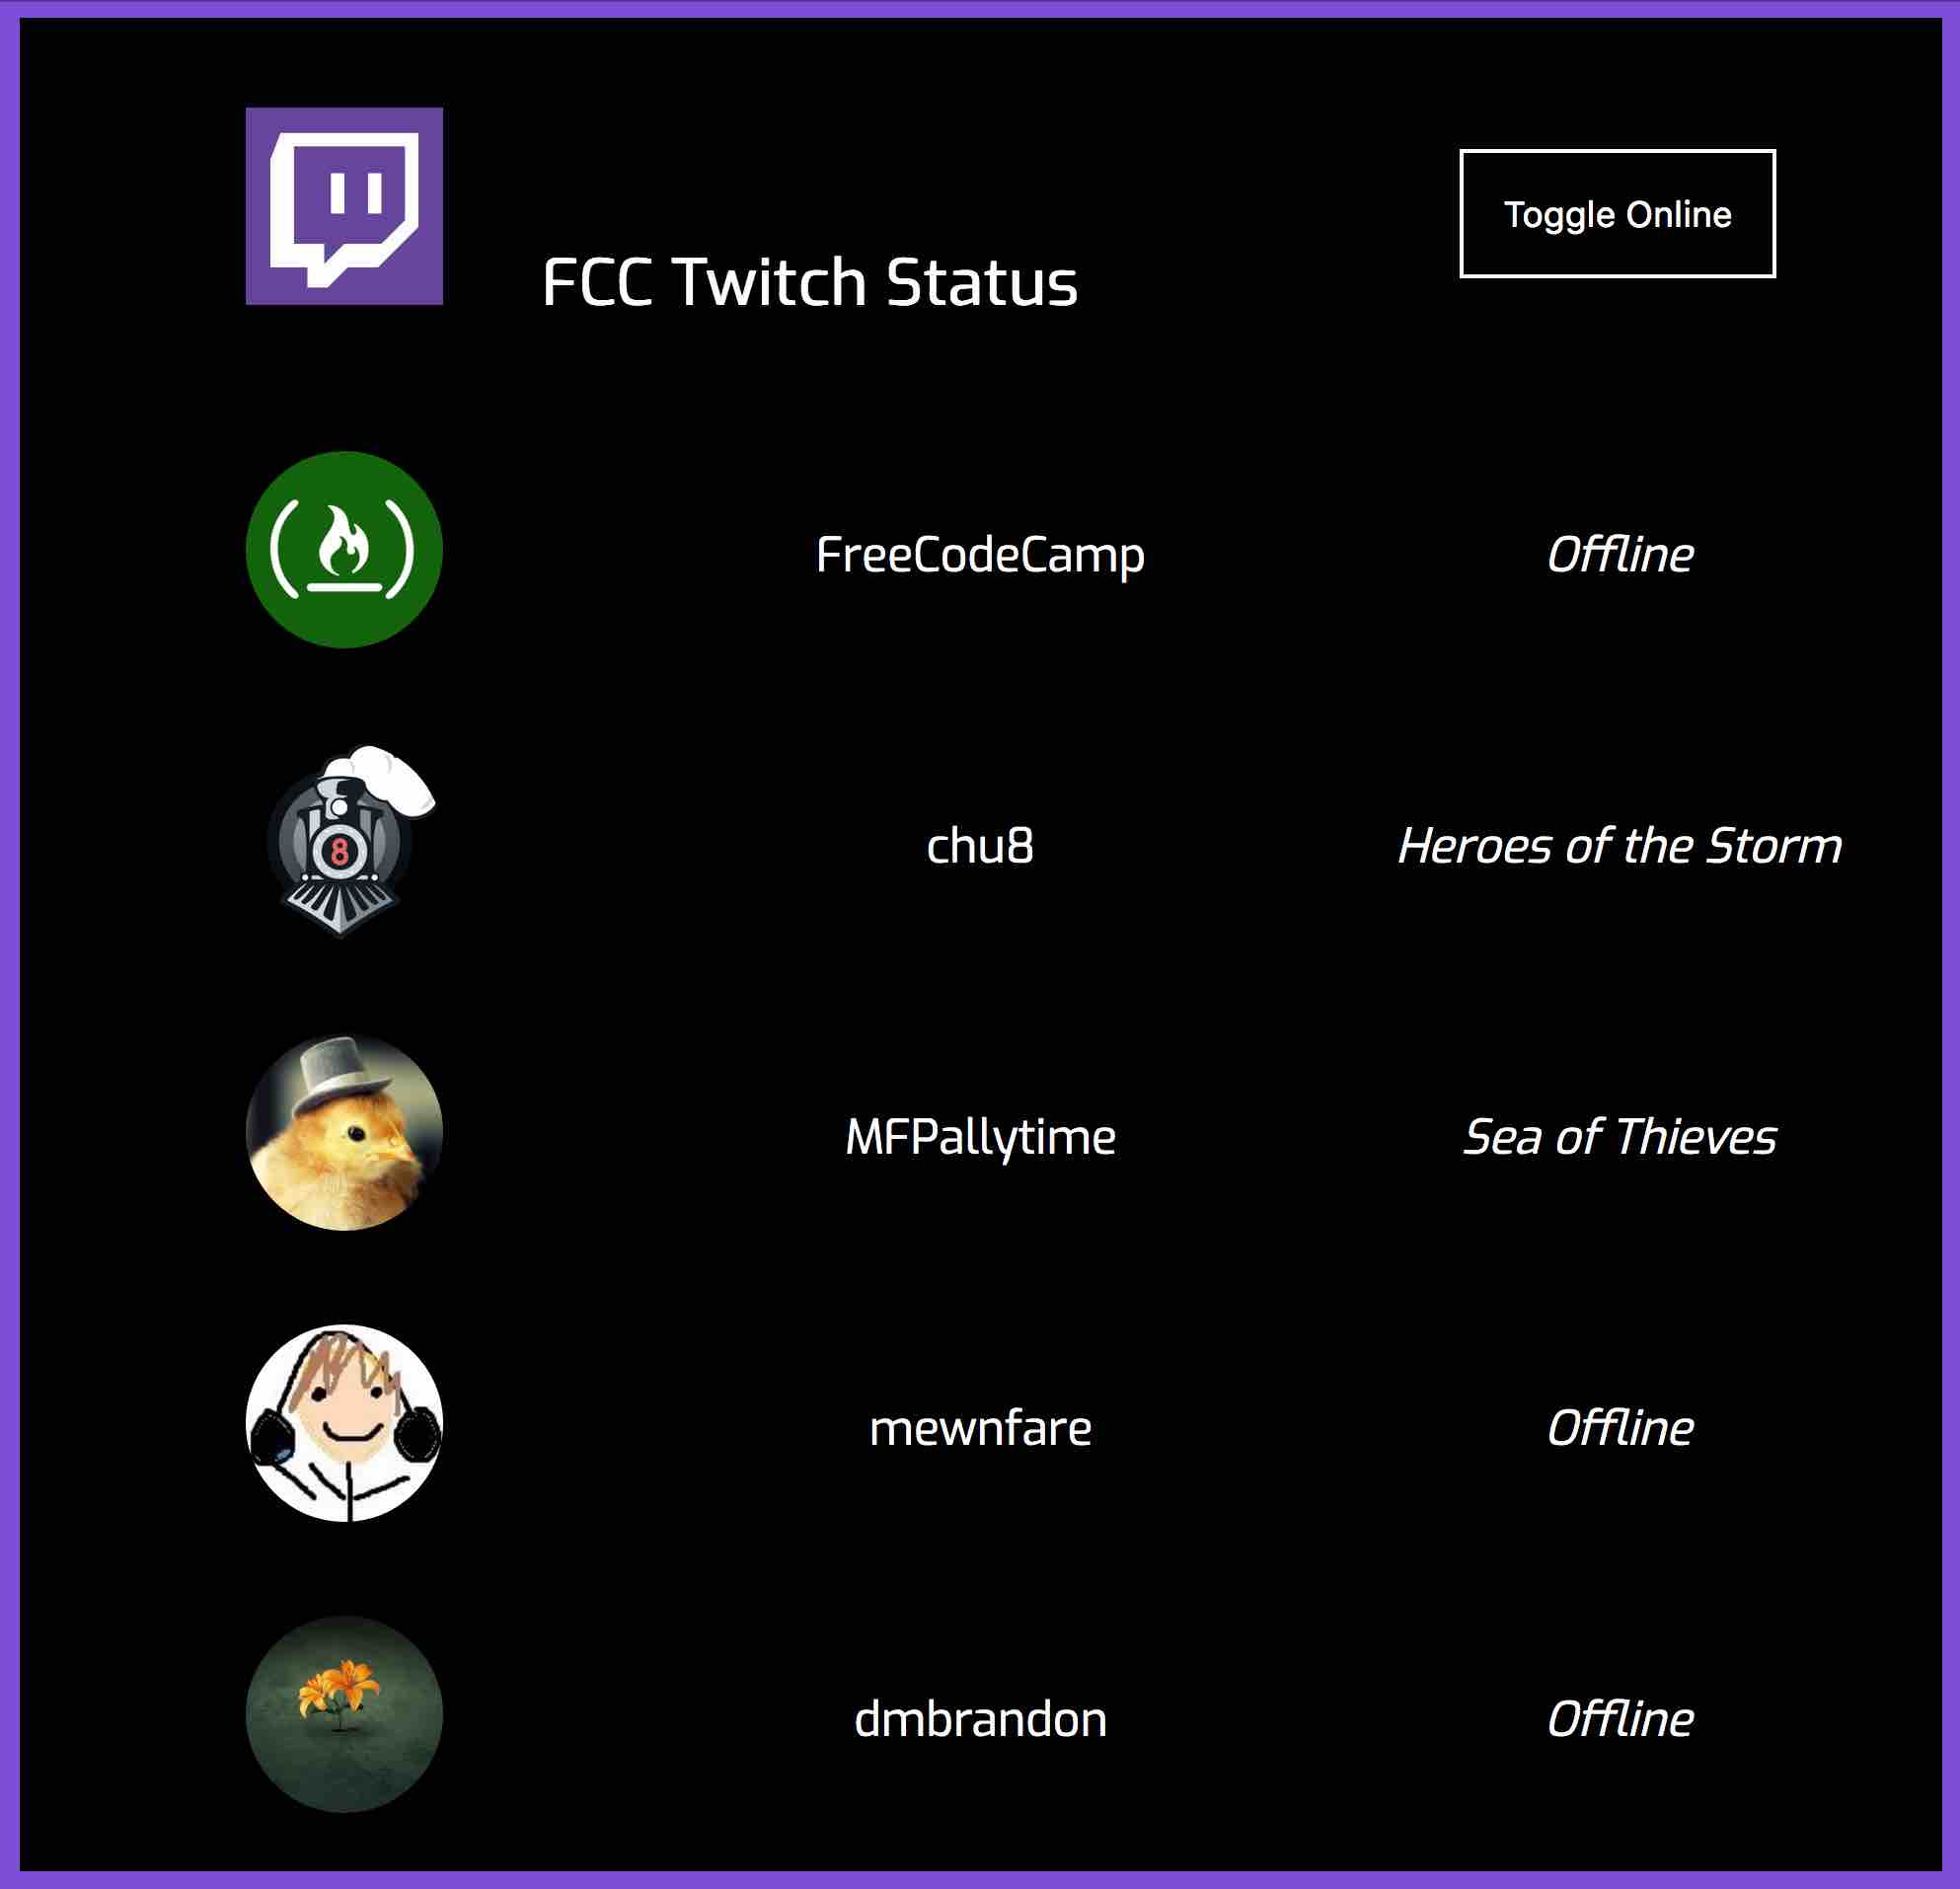 FCC Twitch Status
Toggle Online
FreeCodeCamp
Offline
8
chu8
Heroes of the Storm
MFPallytime
Sea of Thieves
mewnfare
Offline
dmbrandon
Offline